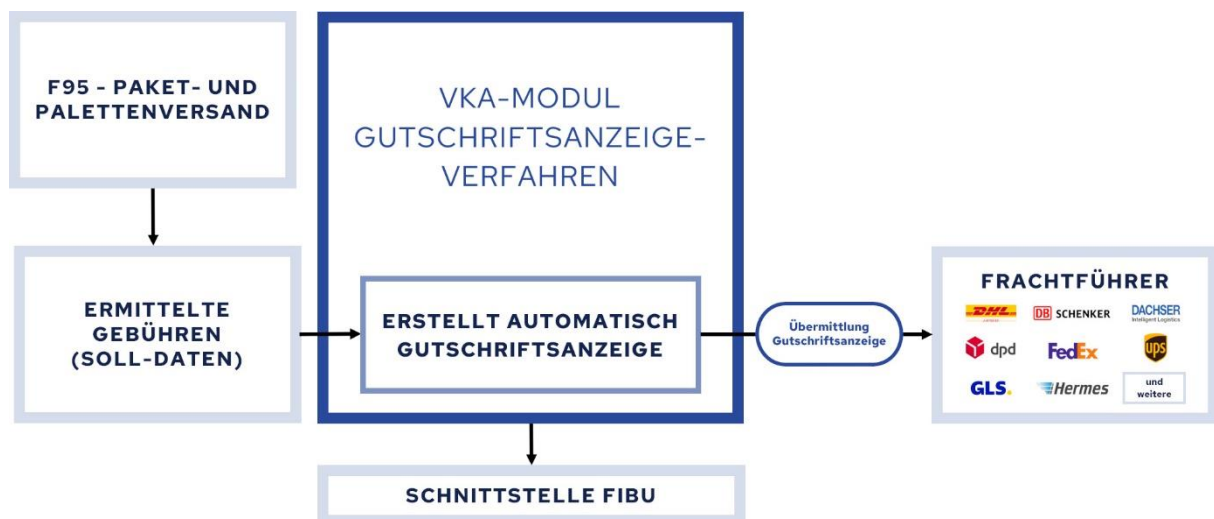 F95 - PAKET- UND
PALETTENVERSAND
VKA-MODUL
GUTSCHRIFTSANZEIGE-
VERFAHREN
ERMITTELTE
GEBÜHREN
(SOLL-DATEN)
ERSTELLT AUTOMATISCH
GUTSCHRIFTSANZEIGE
Übermittlung
Gutschriftsanzeige
FRACHTFÜHRER
DHL
DB SCHENKER
DACHSER
Intelligent Logistics
dpd
FedEx
ups
GLS.
Hermes
und
weitere
SCHNITTSTELLE FIBU